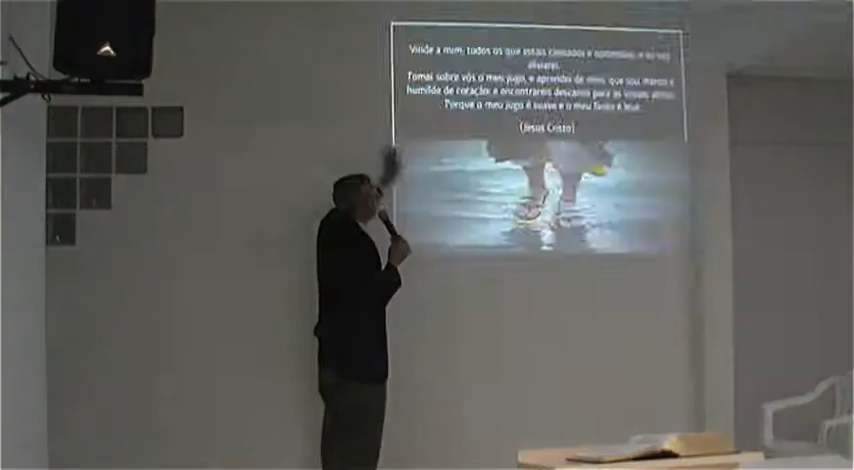 Vinde a mim, todos os que estais cansados e oprimidos, e eu vos
aliviarei.
Tomai sobre vós o meu jugo, e aprendei de mim, que sou manso e
humilde de coração; e encontrareis descanso para as vossas almas.
Porque o meu jugo é suave e o meu fardo é leve.
(Jesus Cristo)